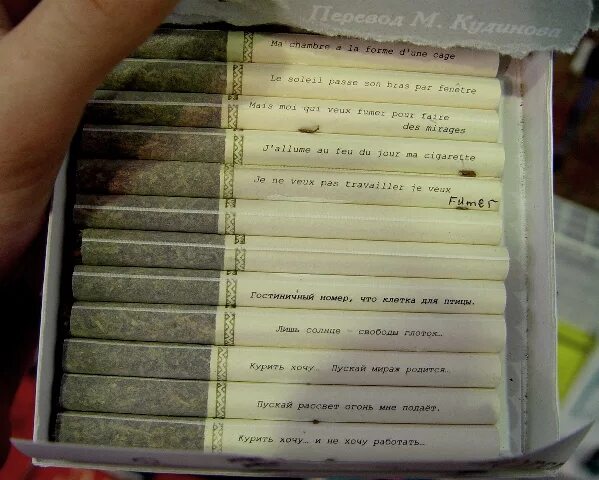 Перевод М. Кудинова
Ma chambre a la forme d'une cage
Le soleil passe son bras par fenêtre
Mais moi qui veux fumer pour faire
des mirages
J'allume au feu du jour ma cigarette
Je ne veux pas travailler je veux
Fumer
Гостиничный номер, что клетка для птицы.
Лишь солнце – свободы глоток…
Курить хочу… Пускай мираж родится…
Пускай рассвет огонь мне подаёт.
Курить хочу… и не хочу работать…